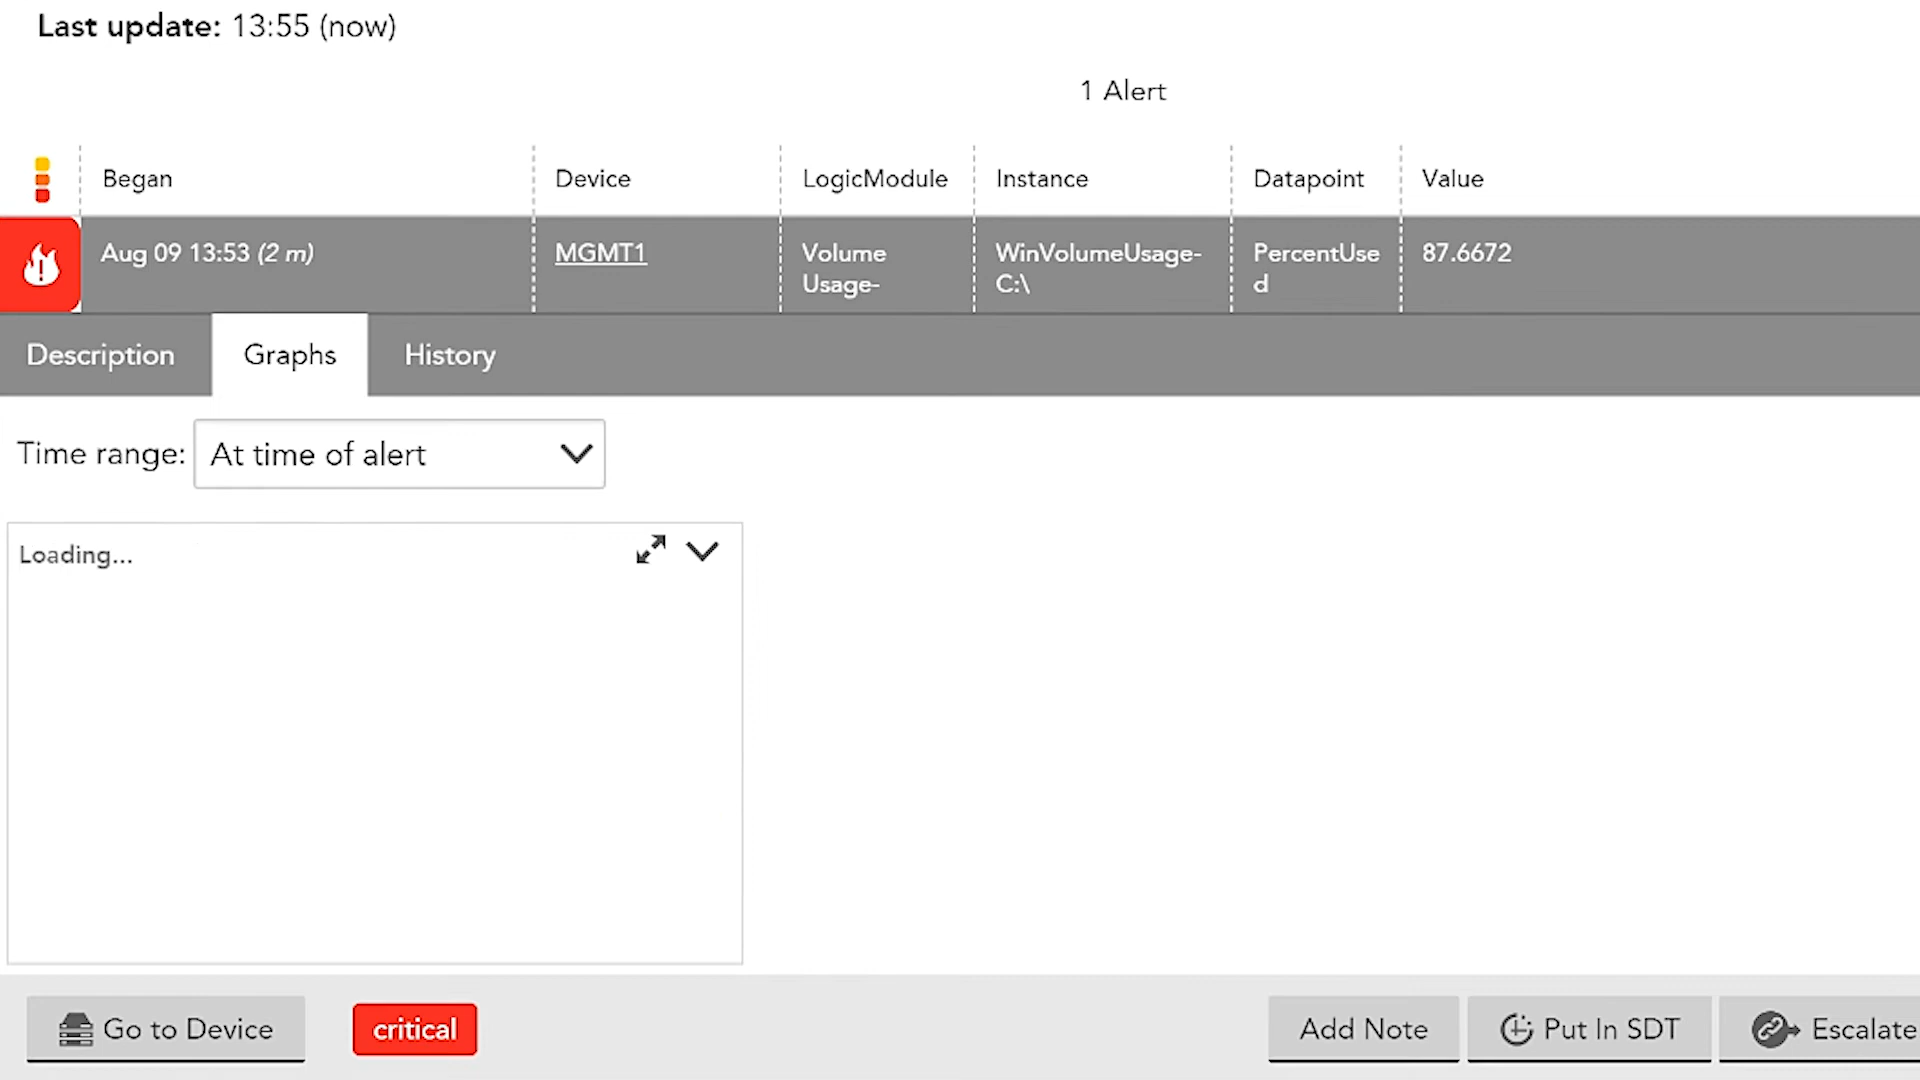 Last update: 13:55 (now)
1 Alert
Began Device LogicModule Instance Datapoint Value
Aug 09 13:53 (2 m) MGMT1 Volume WinVolumeUsage- PercentUse 87.6672
Usage- C:\ d
Description Graphs History
Time range: At time of alert
Loading...
Go to Device critical Add Note Put In SDT Escalate